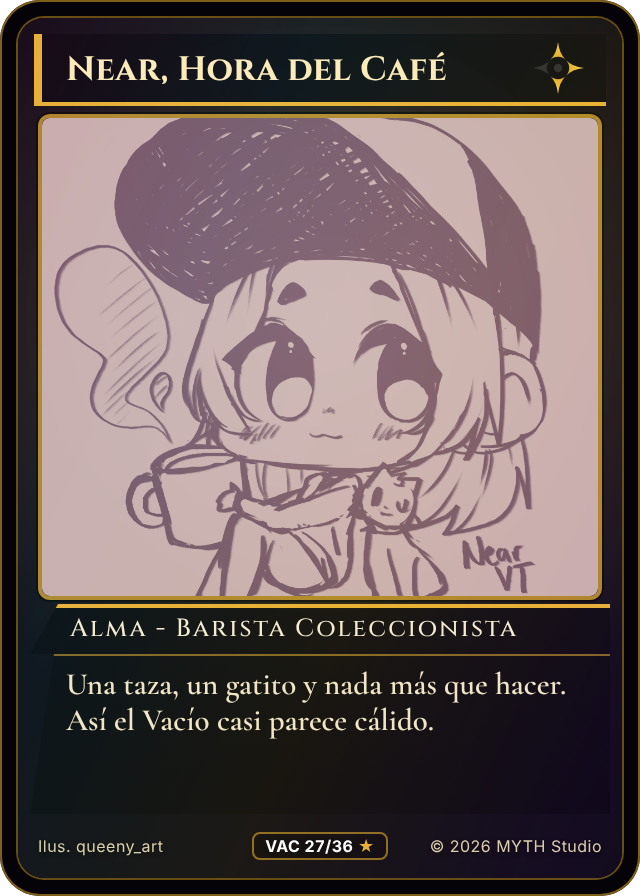 Near, Hora del Café
Near
VT
Alma - Barista Coleccionista
Una taza, un gatito y nada más que hacer.
Así el Vacío casi parece cálido.
Ilus. queeny_art
VAC 27/36 ★
© 2026 MYTH Studio